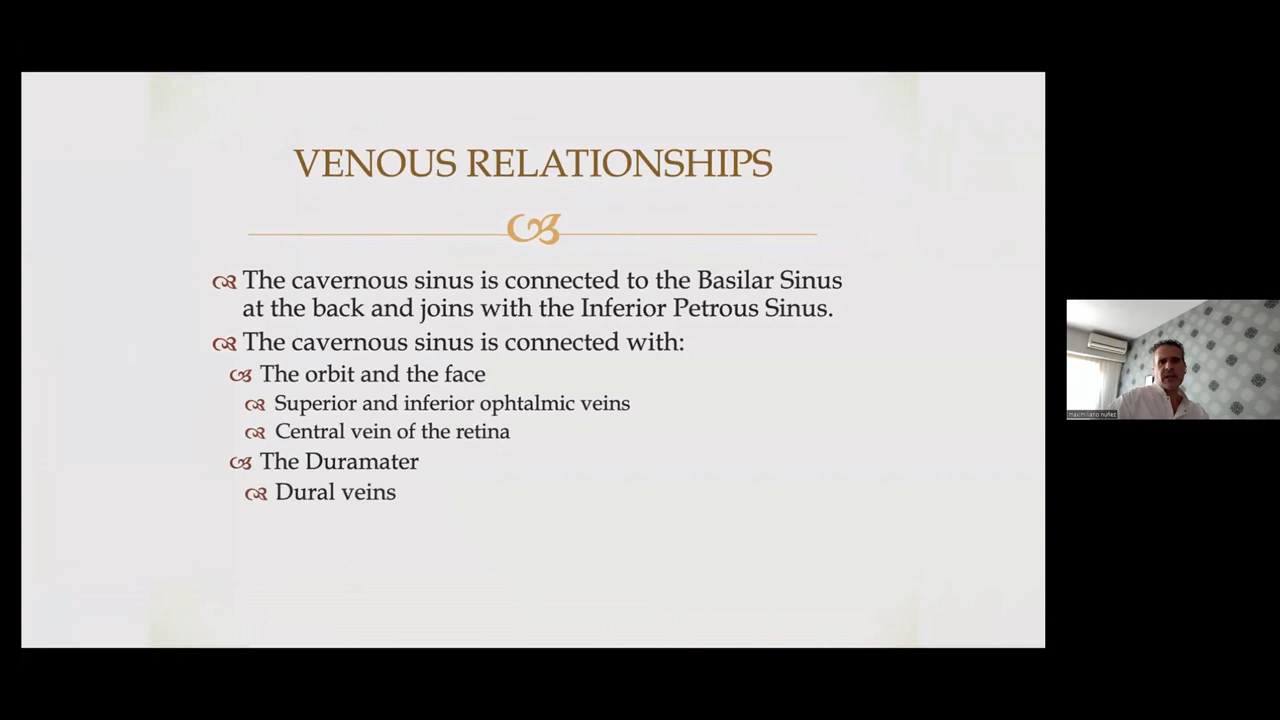 VENOUS RELATIONSHIPS
The cavernous sinus is connected to the Basilar Sinus
at the back and joins with the Inferior Petrous Sinus.
The cavernous sinus is connected with:
The orbit and the face
Superior and inferior ophtalmic veins
Central vein of the retina
The Duramater
Dural veins
maximiliano nuñez